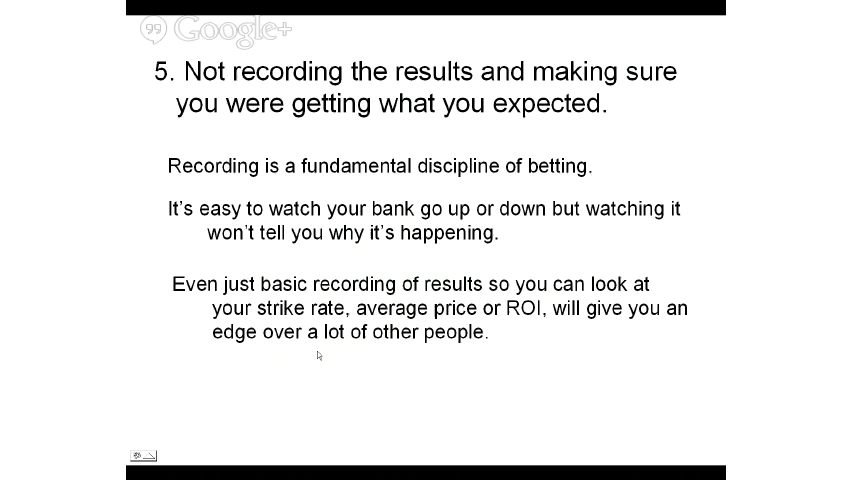 Google+
5. Not recording the results and making sure
you were getting what you expected.
Recording is a fundamental discipline of betting.
It's easy to watch your bank go up or down but watching it
won't tell you why it's happening.
Even just basic recording of results so you can look at
your strike rate, average price or ROI, will give you an
edge over a lot of other people.